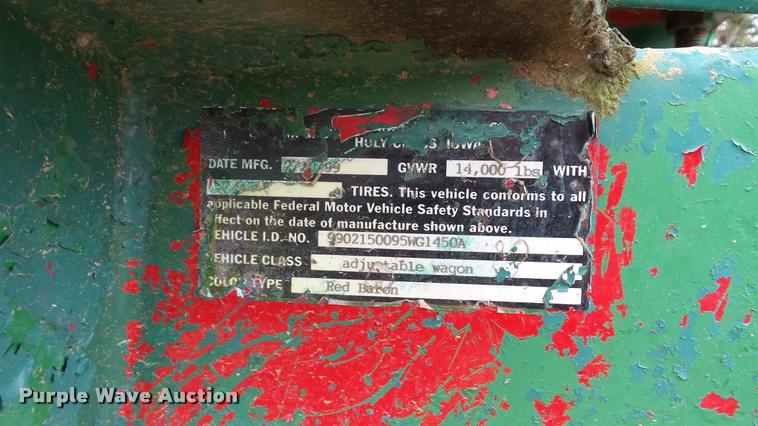 HOLY IOWA
DATE MFG. GVWR 14,000 lbs WITH
TIRES. This vehicle conforms to all
applicable Federal Motor Vehicle Safety Standards in
effect on the date of manufacture shown above.
VEHICLE I.D. NO. 9902150095WG1450A
VEHICLE CLASS adjustable wagon
COLOR TYPE Red Baron
Purple Wave Auction